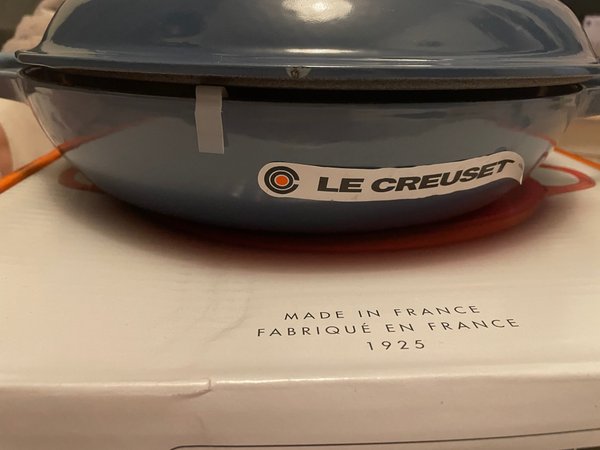 LE CREUSET
MADE IN FRANCE
FABRIQUÉ EN FRANCE
1925